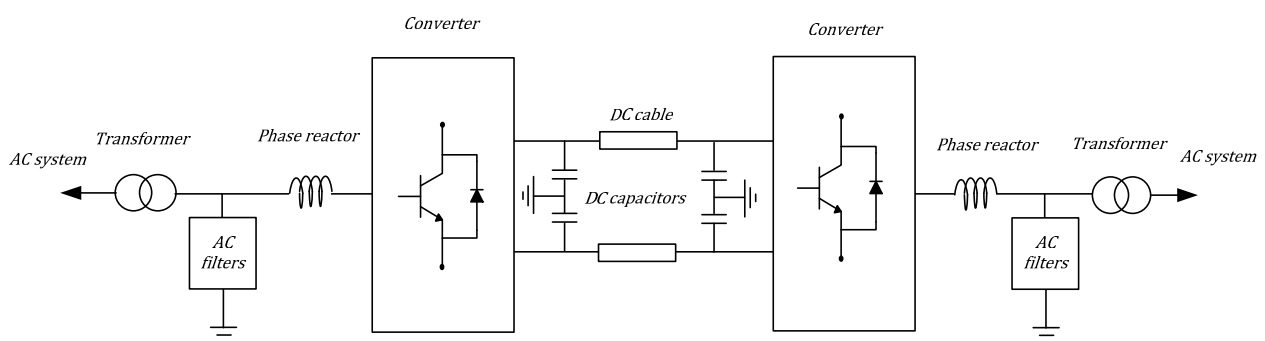 Converter
Converter
DC cable
Transformer
Phase reactor
Phase reactor
Transformer
AC system
AC system
DC capacitors
AC
filters
AC
filters